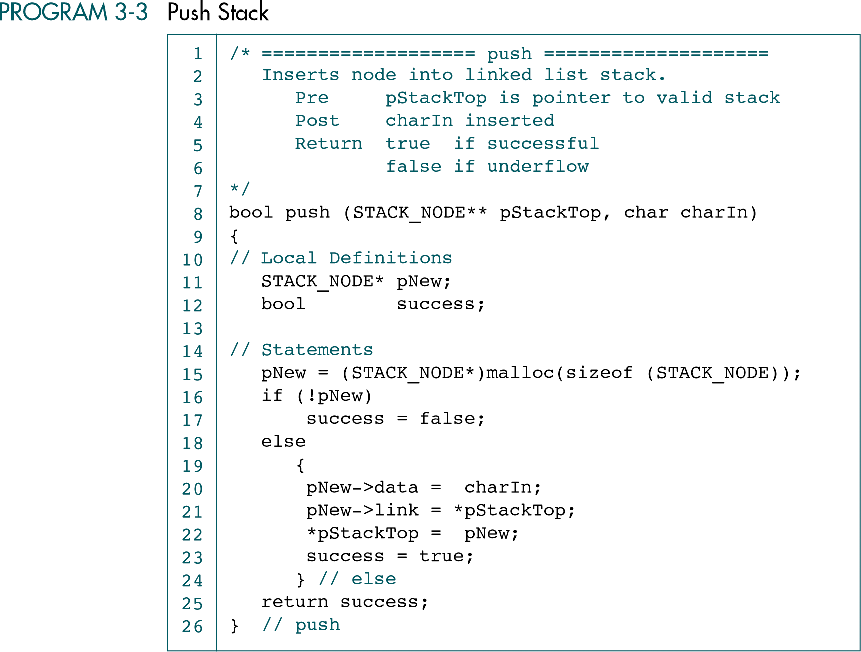 PROGRAM 3-3 Push Stack
1 /* =================== push ====================
2 Inserts node into linked list stack.
3 Pre pStackTop is pointer to valid stack
4 Post charIn inserted
5 Return true if successful
6 false if underflow
7 */
8 bool push (STACK_NODE** pStackTop, char charIn)
9 {
10 // Local Definitions
11 STACK_NODE* pNew;
12 bool success;
13
14 // Statements
15 pNew = (STACK_NODE*)malloc(sizeof (STACK_NODE));
16 if (!pNew)
17 success = false;
18 else
19 {
20 pNew->data = charIn;
21 pNew->link = *pStackTop;
22 *pStackTop = pNew;
23 success = true;
24 } // else
25 return success;
26 } // push